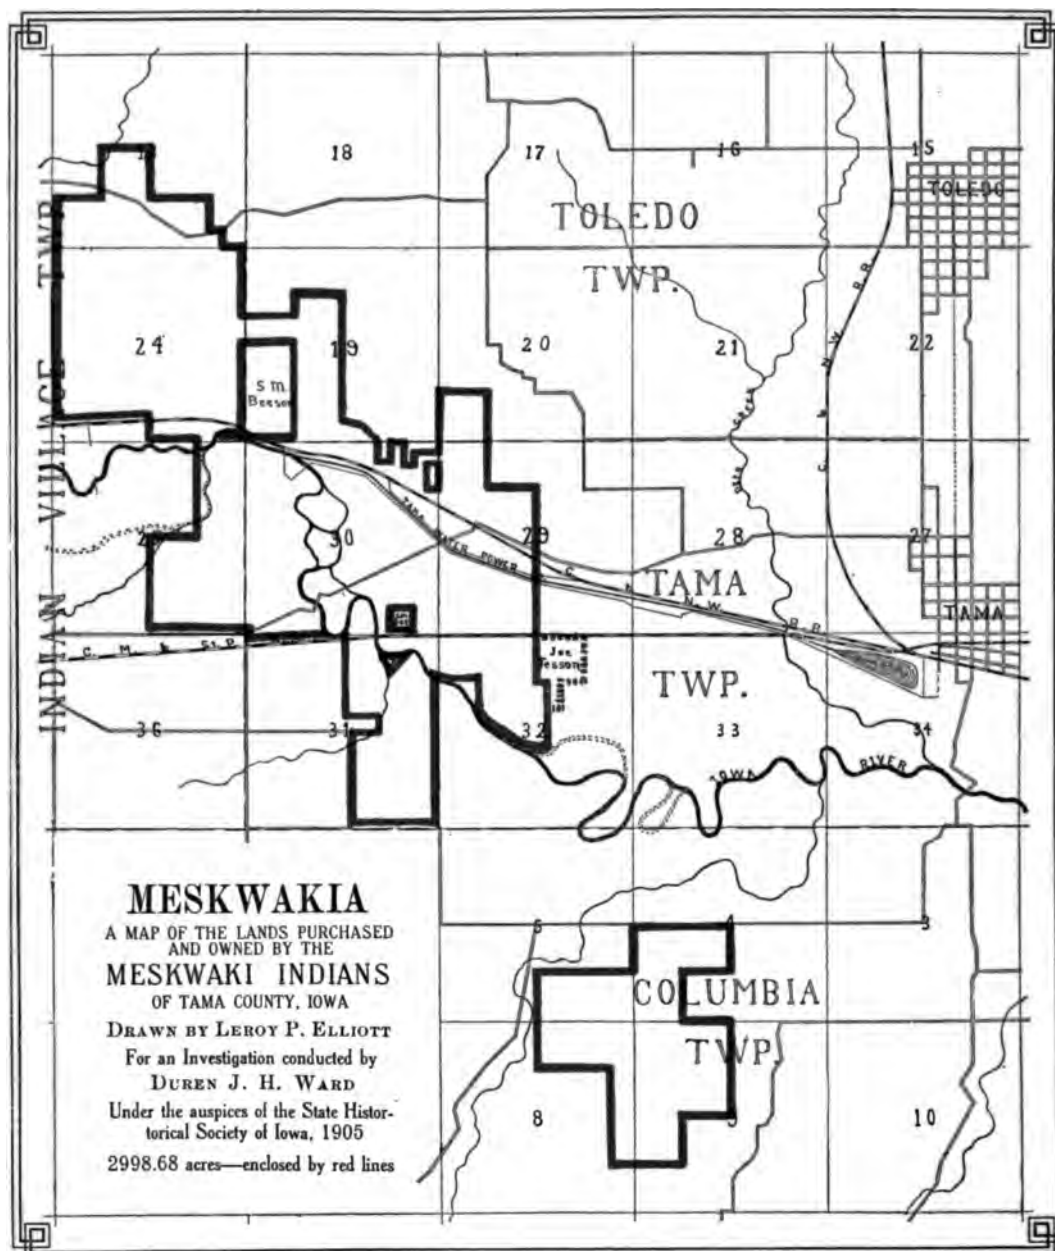 18
17
16
15
TOLEDO
TOLEDO
TWP.
INDIAN VILLAGE TWP.
24
19
20
21
22
S. M.
Beeson
C. & N. W. R. R.
DEER CREEK
30
29
28
27
TAMA WATER POWER
C. & N. W. R. R.
TAMA
TAMA
TWP.
C. M. & St. P.
Joe
Tesson
36
31
32
33
34
IOWA RIVER
4
3
COLUMBIA
TWP.
8
10
MESKWAKIA
A MAP OF THE LANDS PURCHASED
AND OWNED BY THE
MESKWAKI INDIANS
OF TAMA COUNTY, IOWA
DRAWN BY LEROY P. ELLIOTT
For an Investigation conducted by
DUREN J. H. WARD
Under the auspices of the State Histor-
torical Society of Iowa, 1905
2998.68 acres—enclosed by red lines